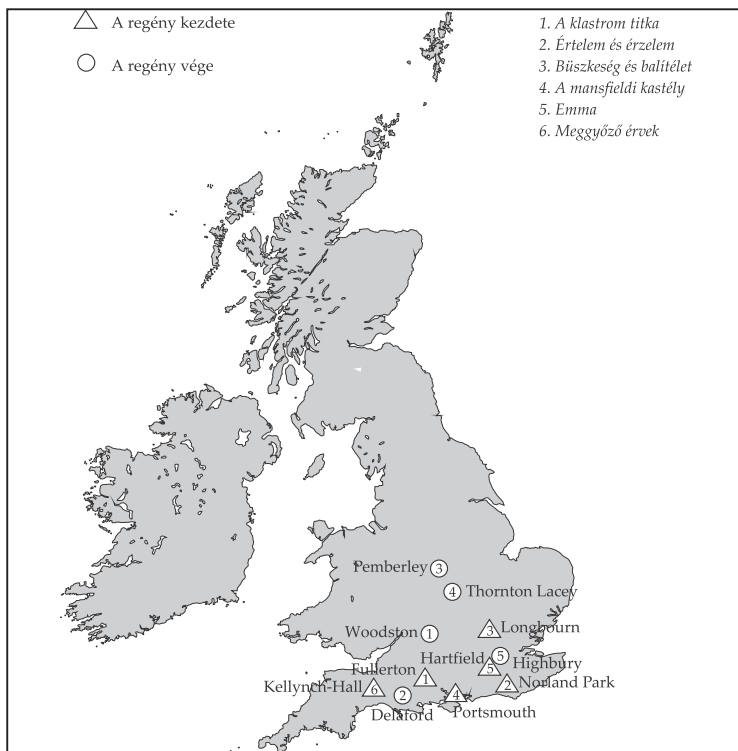 A regény kezdete
A regény vége
1. A klastrom titka
2. Értelem és érzelem
3. Büszkeség és balítélet
4. A mansfieldi kastély
5. Emma
6. Meggyőző érvek
Pemberley 3
4 Thornton Lacey
Woodston 1
3 Longbourn
Hartfield 5
5 Highbury
Fullerton 1
Kellynch-Hall 6
2 Norland Park
2 Delaford
4 Portsmouth